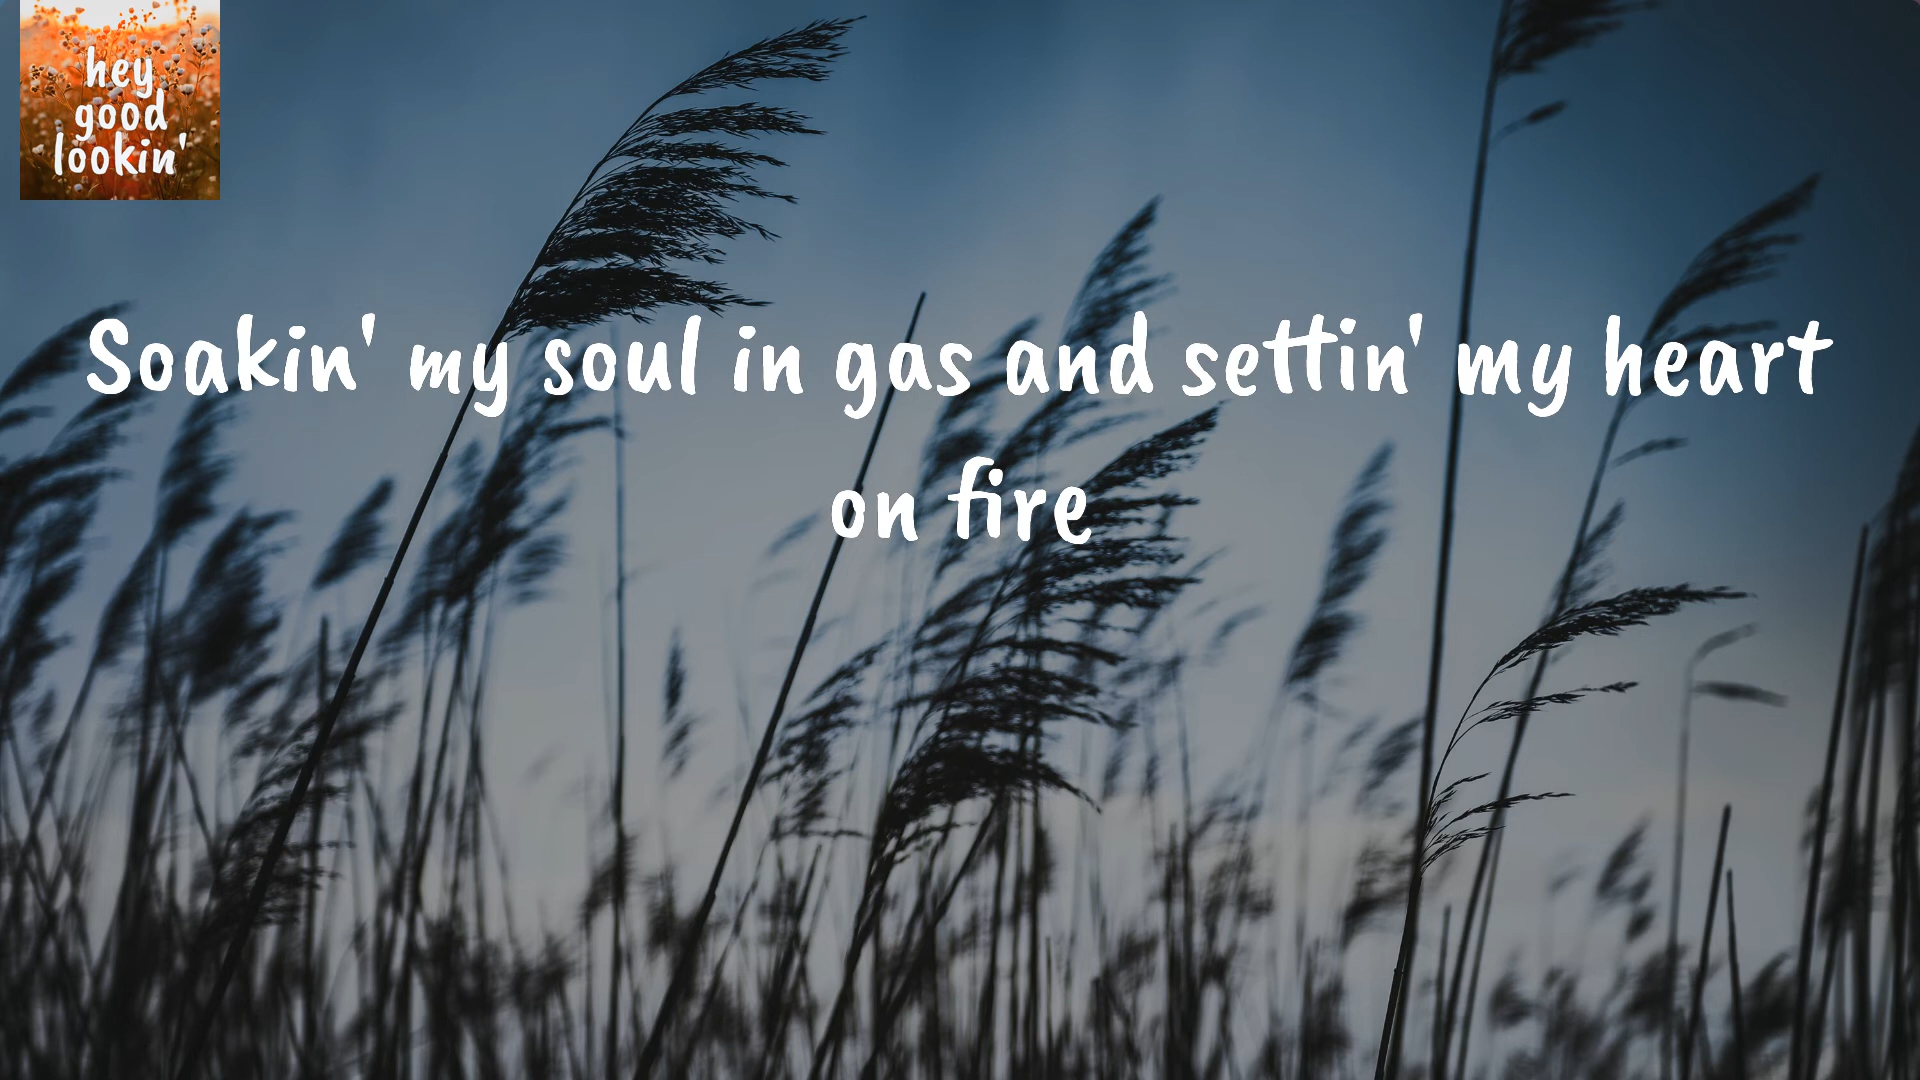 hey
good
lookin'
Soakin' my soul in gas and settin' my heart
on fire